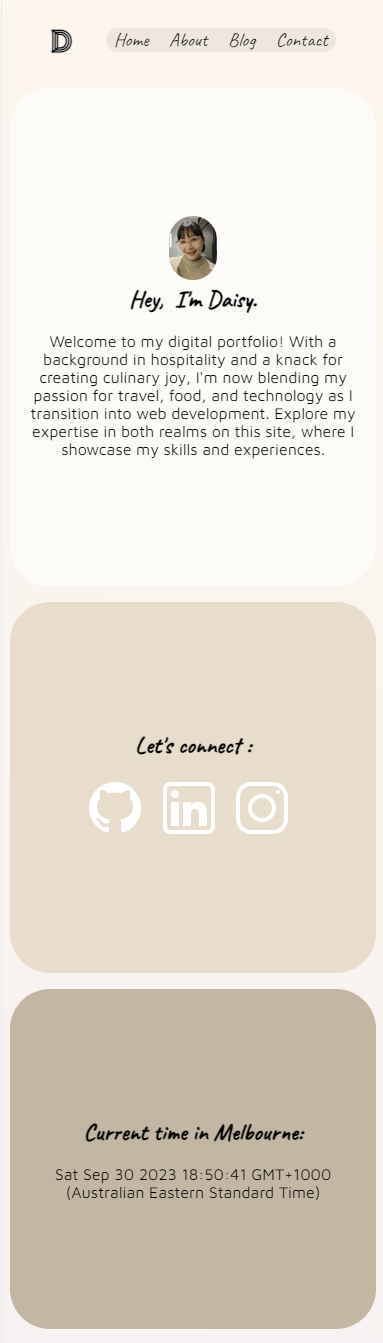 D
Home About Blog Contact
Hey, I'm Daisy.
Welcome to my digital portfolio! With a
background in hospitality and a knack for
creating culinary joy, I'm now blending my
passion for travel, food, and technology as I
transition into web development. Explore my
expertise in both realms on this site, where I
showcase my skills and experiences.
Let's connect :
in
Current time in Melbourne:
Sat Sep 30 2023 18:50:41 GMT+1000
(Australian Eastern Standard Time)